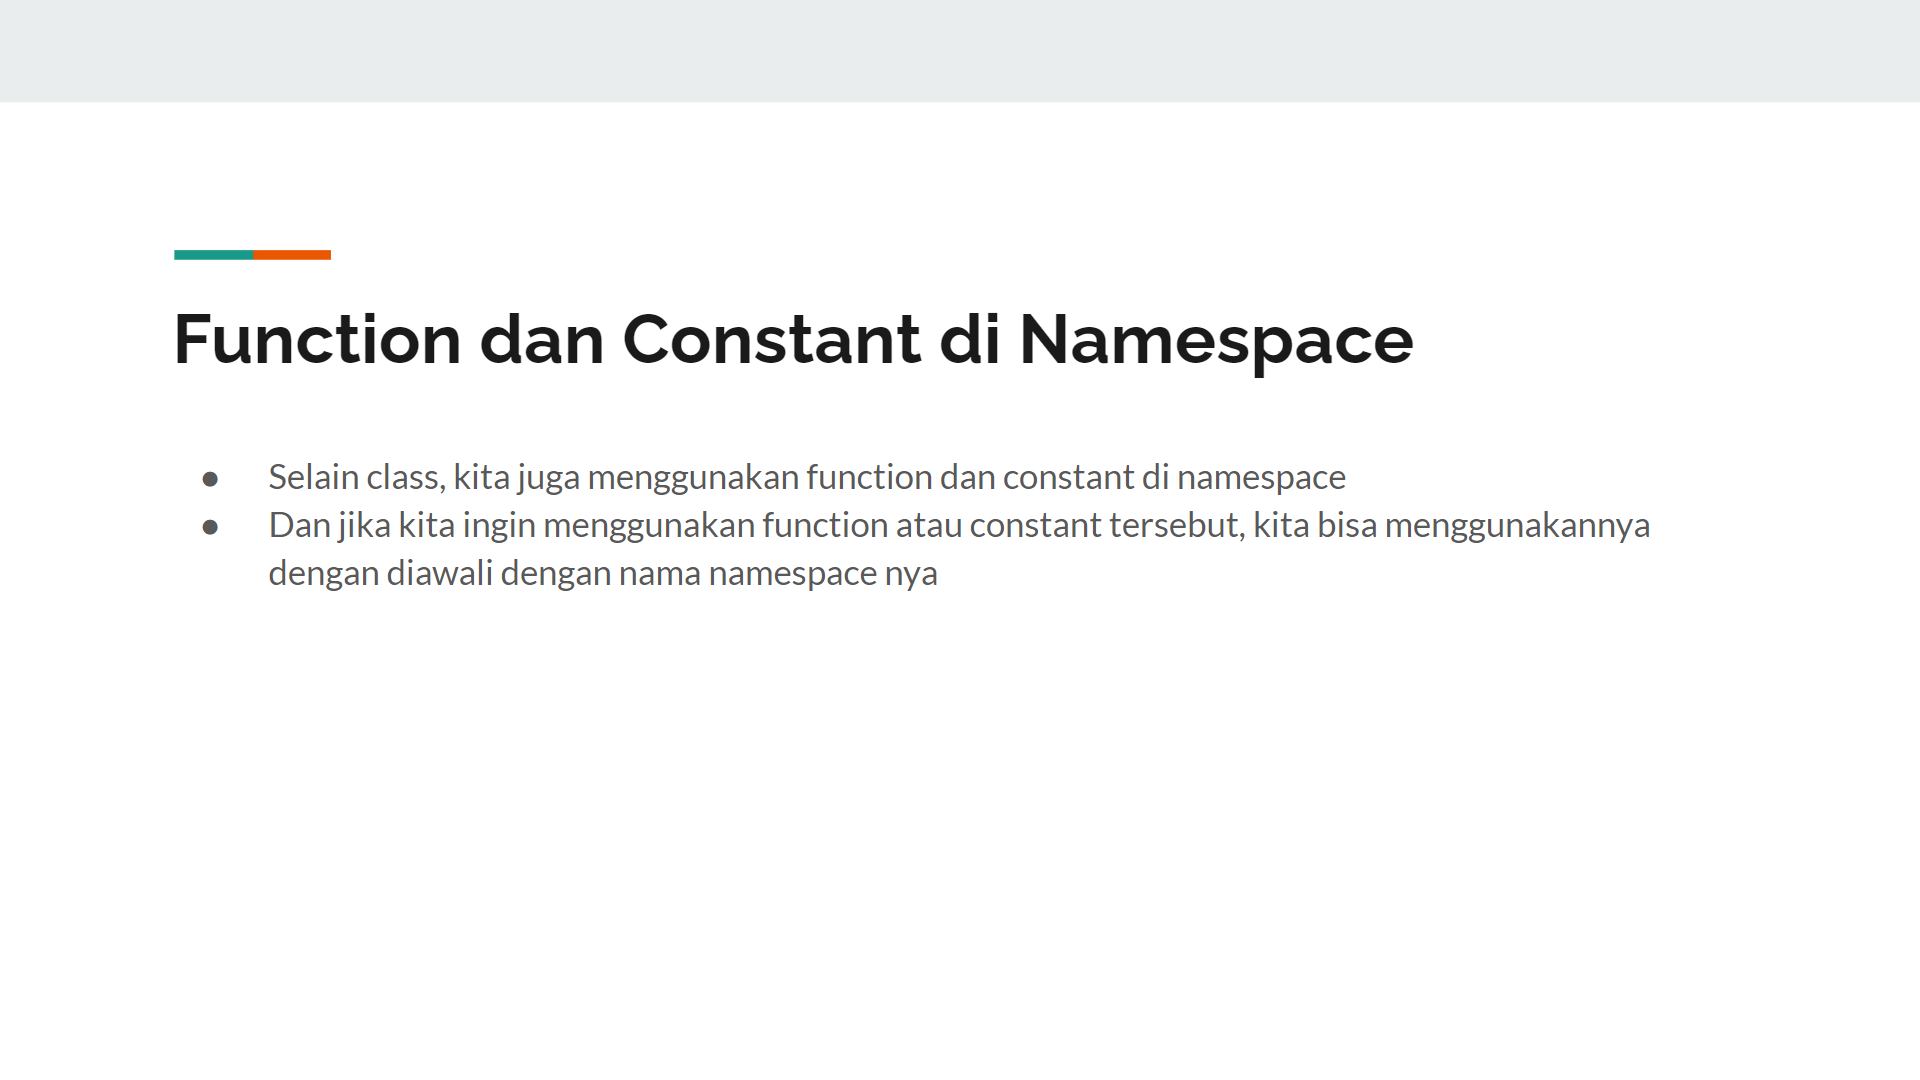 Function dan Constant di Namespace
● Selain class, kita juga menggunakan function dan constant di namespace
● Dan jika kita ingin menggunakan function atau constant tersebut, kita bisa menggunakannya
dengan diawali dengan nama namespace nya